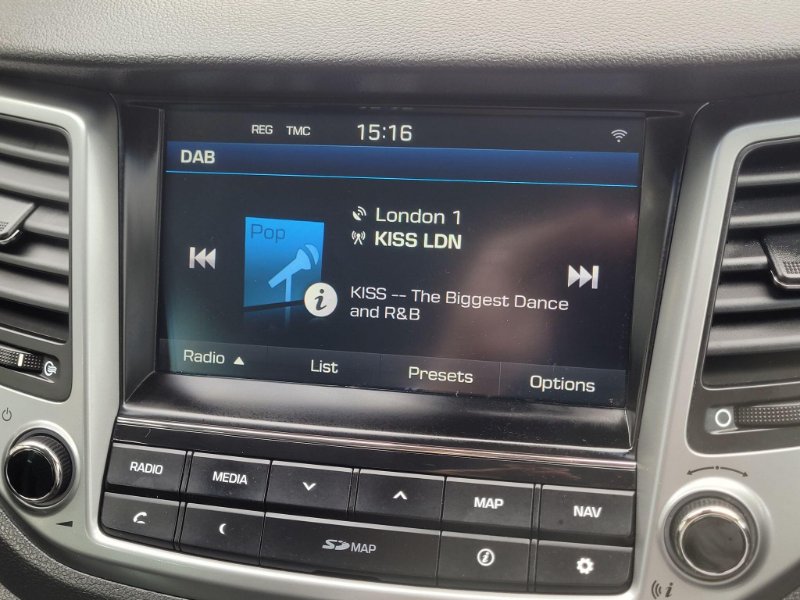 REG TMC 15:16
DAB
London 1
Pop
KISS LDN
KISS -- The Biggest Dance
and R&B
i
Radio ▲ List Presets Options
RADIO MEDIA MAP NAV
SD MAP i
i